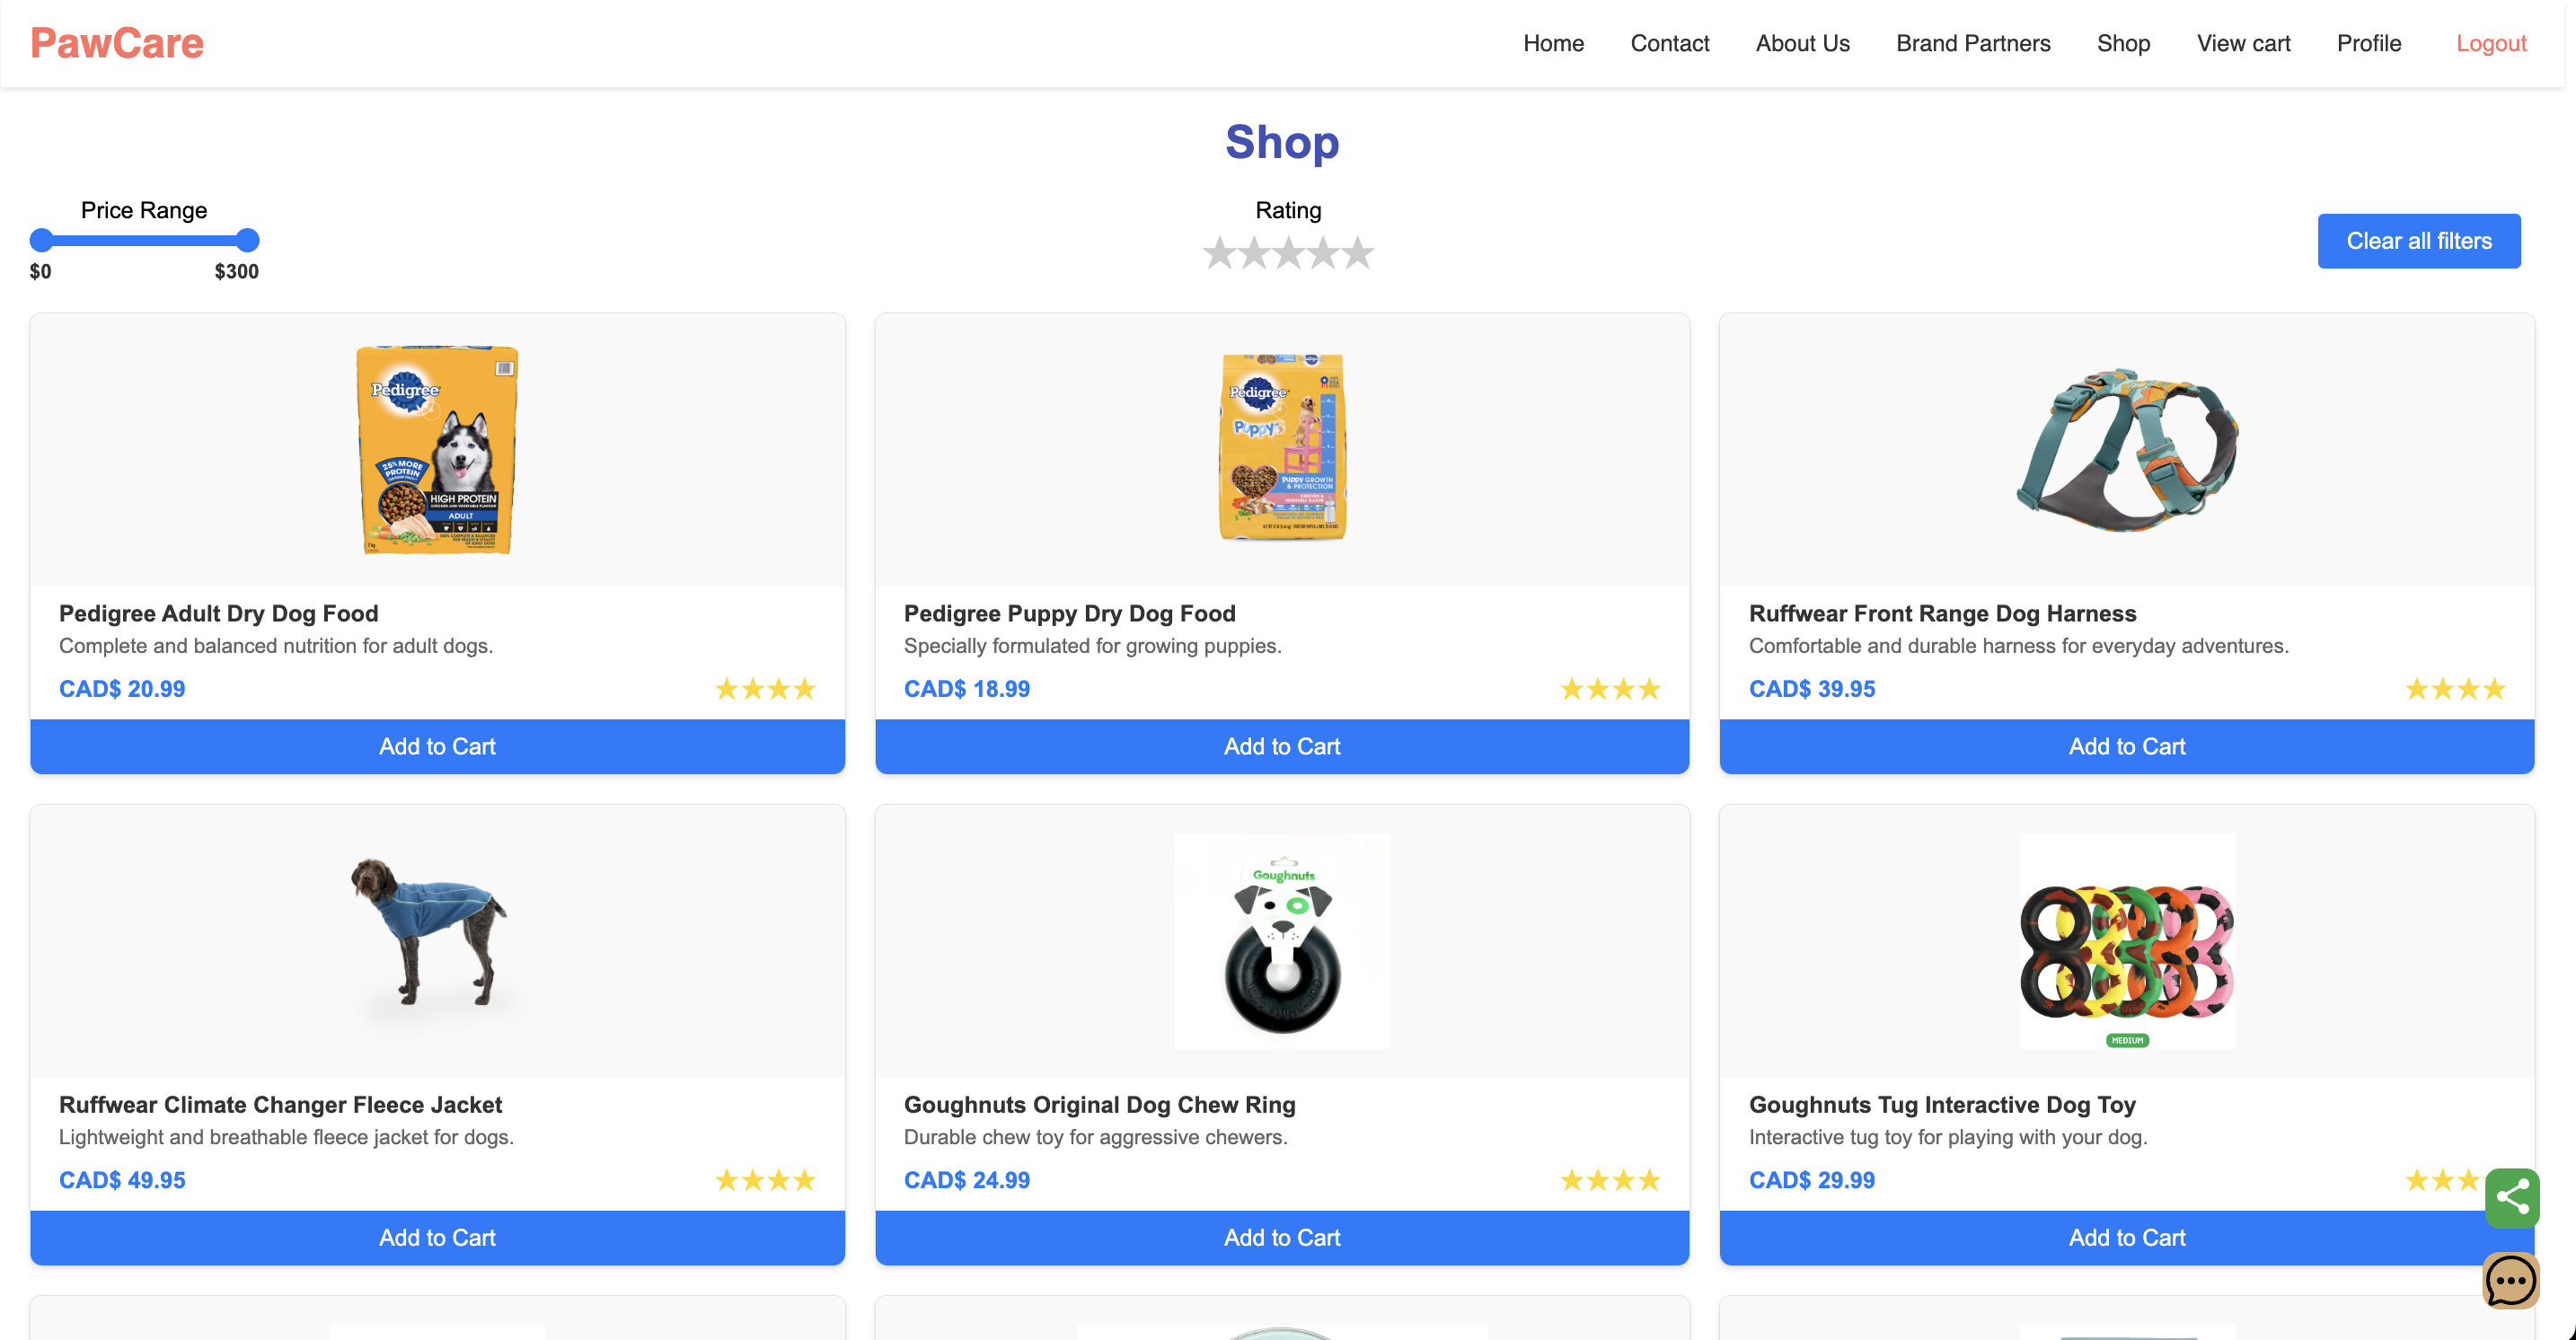 PawCare
Home Contact About Us Brand Partners Shop View cart Profile Logout
Shop
Price Range
$0 $300
Rating
Clear all filters
Pedigree
25% MORE
PROTEIN
HIGH PROTEIN
ADULT
Pedigree
Puppy
Puppy GROWTH
& PROTECTION
Pedigree Adult Dry Dog Food
Complete and balanced nutrition for adult dogs.
CAD$ 20.99
Add to Cart
Pedigree Puppy Dry Dog Food
Specially formulated for growing puppies.
CAD$ 18.99
Add to Cart
Ruffwear Front Range Dog Harness
Comfortable and durable harness for everyday adventures.
CAD$ 39.95
Add to Cart
Goughnuts
MEDIUM
Ruffwear Climate Changer Fleece Jacket
Lightweight and breathable fleece jacket for dogs.
CAD$ 49.95
Add to Cart
Goughnuts Original Dog Chew Ring
Durable chew toy for aggressive chewers.
CAD$ 24.99
Add to Cart
Goughnuts Tug Interactive Dog Toy
Interactive tug toy for playing with your dog.
CAD$ 29.99
Add to Cart